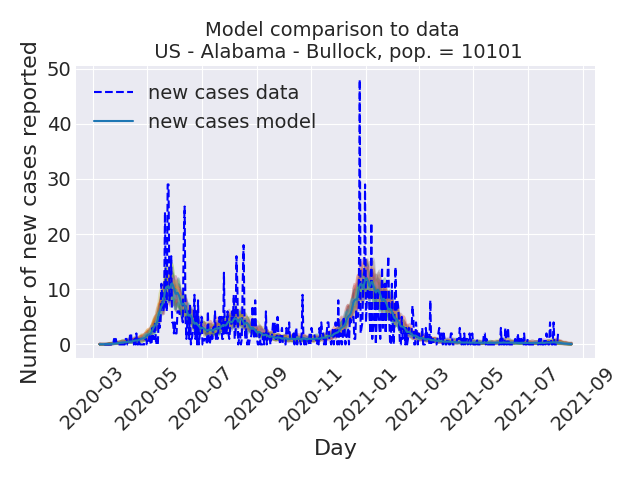 Model comparison to data
US - Alabama - Bullock, pop. = 10101
Number of new cases reported
50
40
30
20
10
0
new cases data
new cases model
2020-03
2020-05
2020-07
2020-09
2020-11
2021-01
2021-03
2021-05
2021-07
2021-09
Day